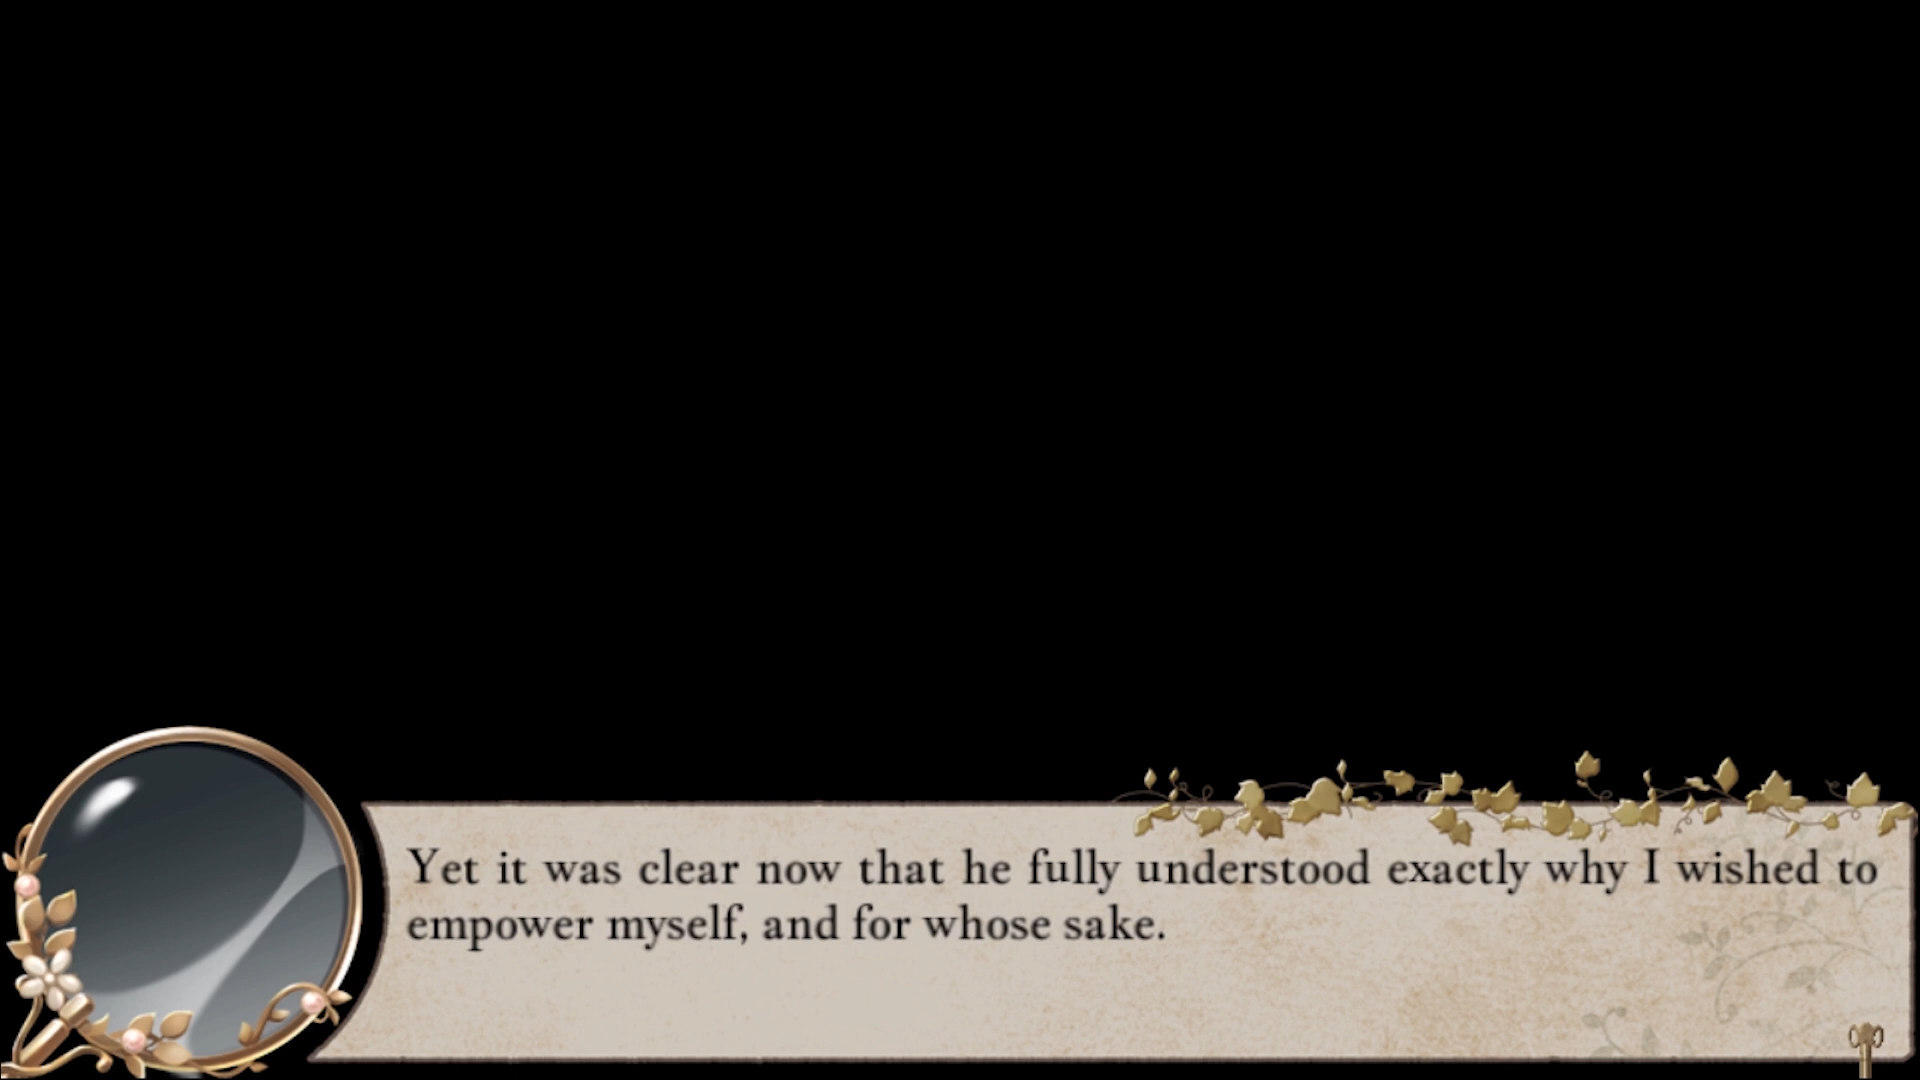 Yet it was clear now that he fully understood exactly why I wished to
empower myself, and for whose sake.